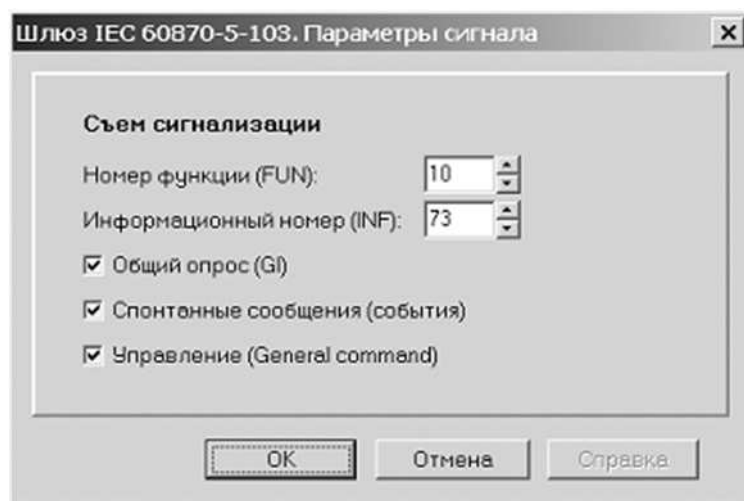 Шлюз IEC 60870-5-103. Параметры сигнала
Съем сигнализации
Номер функции (FUN): 10
Информационный номер (INF): 73
Общий опрос (GI)
Спонтанные сообщения (события)
Управление (General command)
OK Отмена Справка